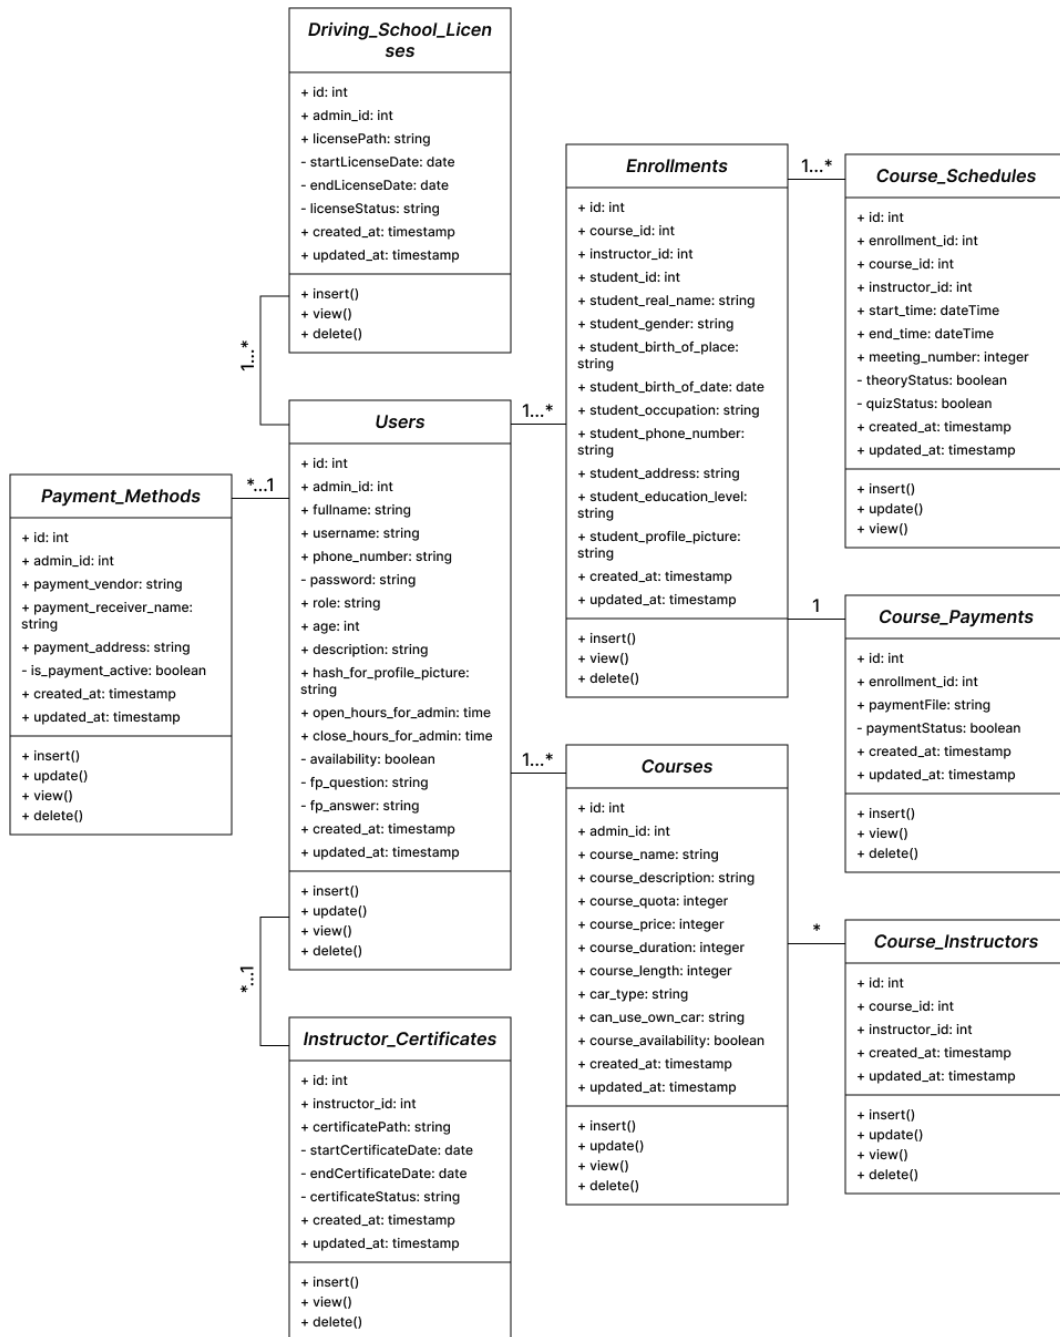 Driving_School_Licen
ses
+ id: int
+ admin_id: int
+ licensePath: string
- startLicenseDate: date
- endLicenseDate: date
- licenseStatus: string
+ created_at: timestamp
+ updated_at: timestamp
+ insert()
+ view()
+ delete()
1...*
Users
+ id: int
+ admin_id: int
+ fullname: string
+ username: string
+ phone_number: string
- password: string
+ role: string
+ age: int
+ description: string
+ hash_for_profile_picture:
string
+ open_hours_for_admin: time
+ close_hours_for_admin: time
- availability: boolean
- fp_question: string
- fp_answer: string
+ created_at: timestamp
+ updated_at: timestamp
+ insert()
+ update()
+ view()
+ delete()
*...1
Payment_Methods
+ id: int
+ admin_id: int
+ payment_vendor: string
+ payment_receiver_name:
string
+ payment_address: string
- is_payment_active: boolean
+ created_at: timestamp
+ updated_at: timestamp
+ insert()
+ update()
+ view()
+ delete()
*...1
Instructor_Certificates
+ id: int
+ instructor_id: int
+ certificatePath: string
- startCertificateDate: date
- endCertificateDate: date
- certificateStatus: string
+ created_at: timestamp
+ updated_at: timestamp
+ insert()
+ view()
+ delete()
1...*
Enrollments
+ id: int
+ course_id: int
+ instructor_id: int
+ student_id: int
+ student_real_name: string
+ student_gender: string
+ student_birth_of_place:
string
+ student_birth_of_date: date
+ student_occupation: string
+ student_phone_number:
string
+ student_address: string
+ student_education_level:
string
+ student_profile_picture:
string
+ created_at: timestamp
+ updated_at: timestamp
+ insert()
+ view()
+ delete()
1...*
Course_Schedules
+ id: int
+ enrollment_id: int
+ course_id: int
+ instructor_id: int
+ start_time: dateTime
+ end_time: dateTime
+ meeting_number: integer
- theoryStatus: boolean
- quizStatus: boolean
+ created_at: timestamp
+ updated_at: timestamp
+ insert()
+ update()
+ view()
1
Course_Payments
+ id: int
+ enrollment_id: int
+ paymentFile: string
- paymentStatus: boolean
+ created_at: timestamp
+ updated_at: timestamp
+ insert()
+ view()
+ delete()
1...*
Courses
+ id: int
+ admin_id: int
+ course_name: string
+ course_description: string
+ course_quota: integer
+ course_price: integer
+ course_duration: integer
+ course_length: integer
+ car_type: string
+ can_use_own_car: string
+ course_availability: boolean
+ created_at: timestamp
+ updated_at: timestamp
+ insert()
+ update()
+ view()
+ delete()
*
Course_Instructors
+ id: int
+ course_id: int
+ instructor_id: int
+ created_at: timestamp
+ updated_at: timestamp
+ insert()
+ update()
+ view()
+ delete()